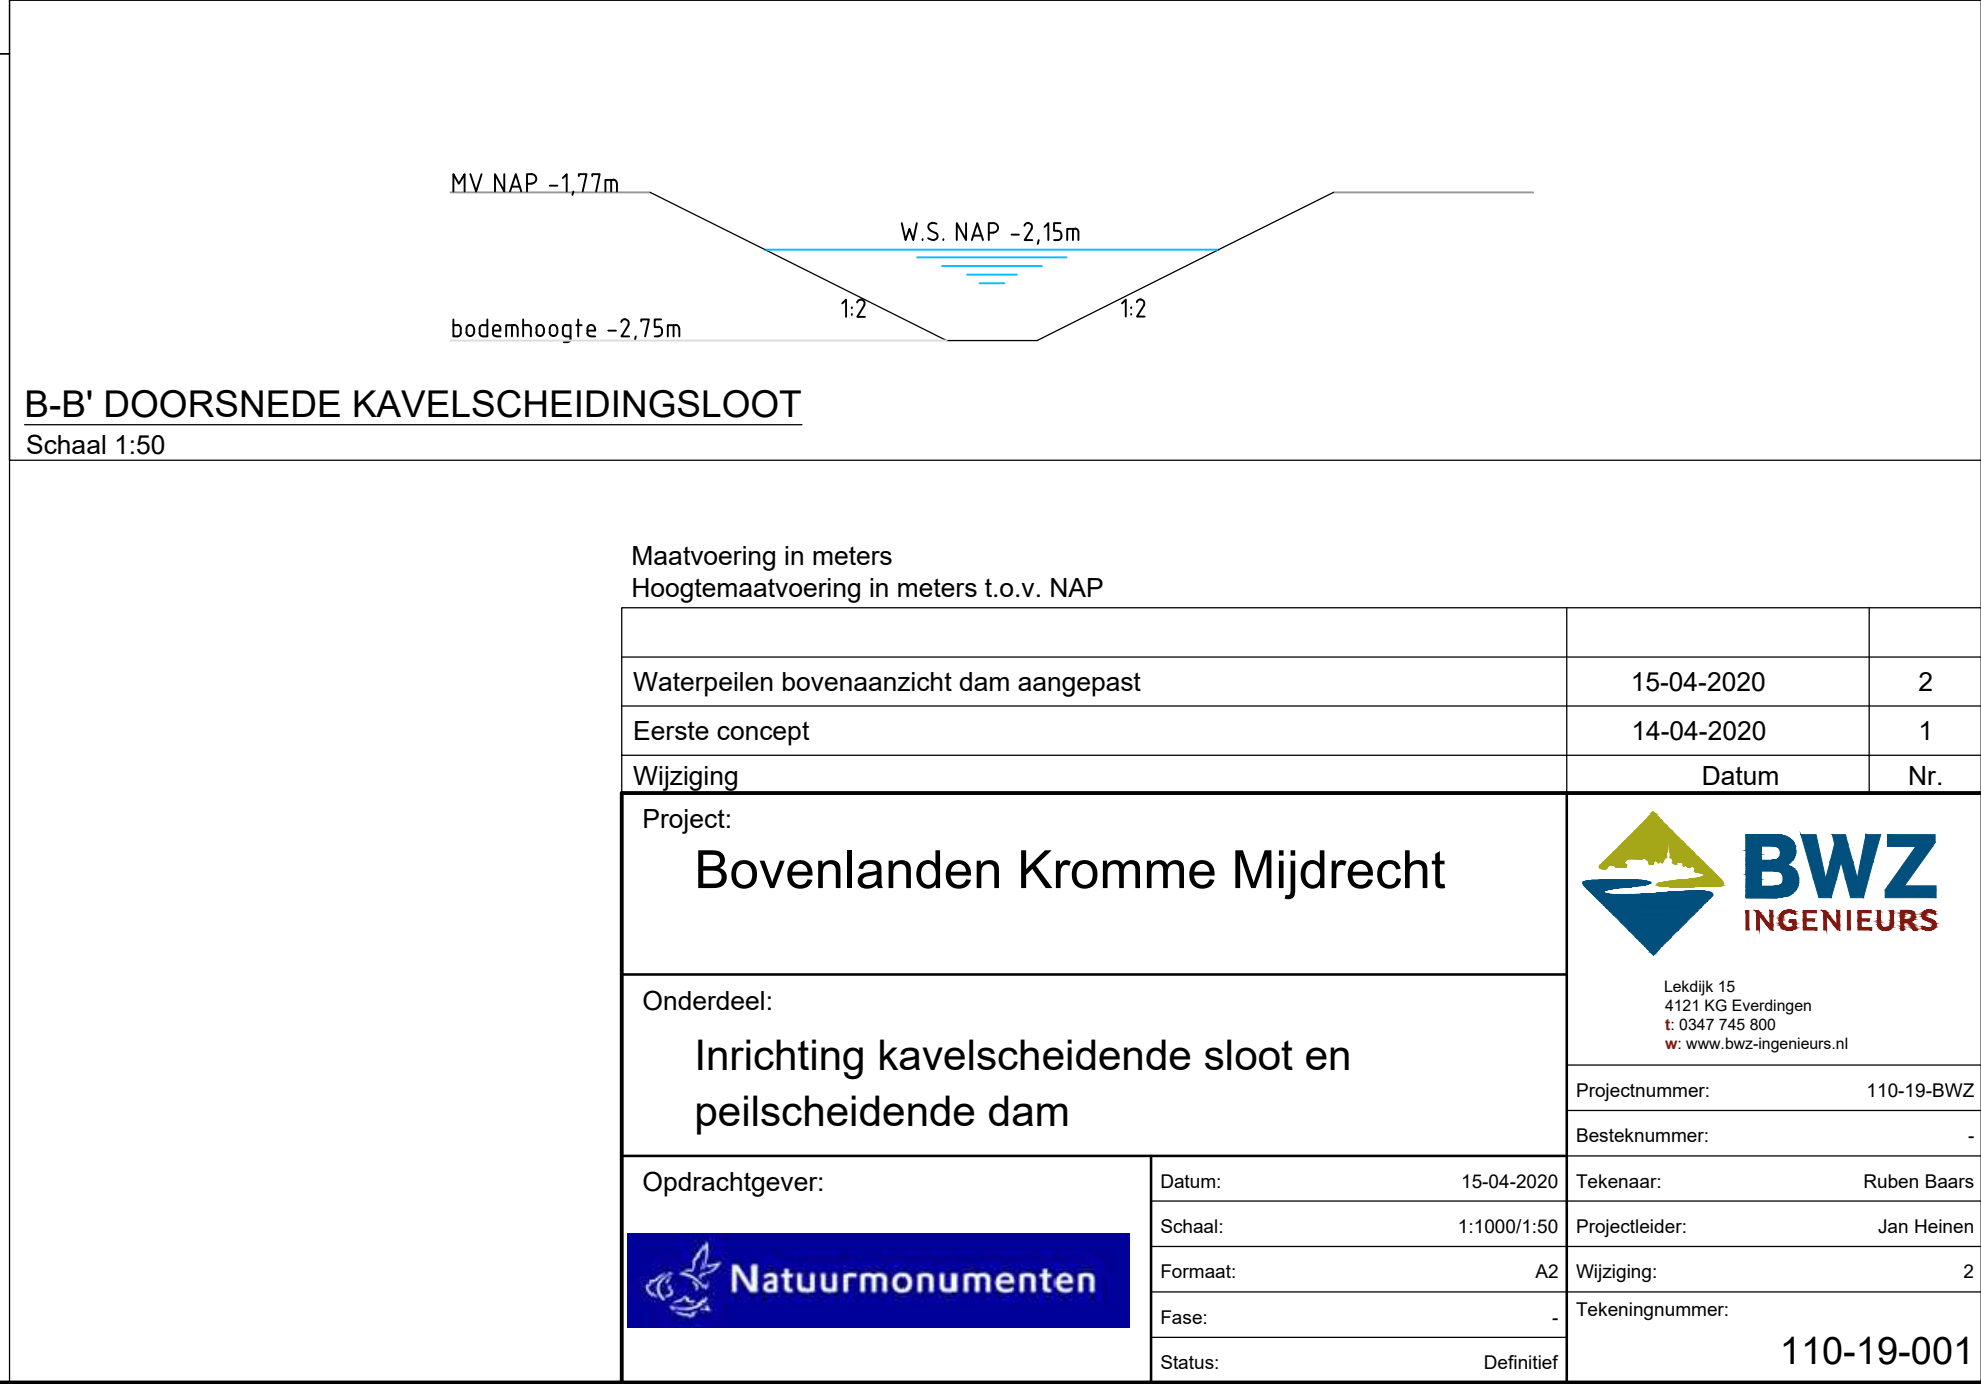 MV NAP -1,77m
W.S. NAP -2,15m
1:2
1:2
bodemhoogte -2,75m
B-B' DOORSNEDE KAVELSCHEIDINGSLOOT
Schaal 1:50
Maatvoering in meters
Hoogtemaatvoering in meters t.o.v. NAP
Waterpeilen bovenaanzicht dam aangepast 15-04-2020 2
Eerste concept 14-04-2020 1
Wijziging Datum Nr.
Project:
Bovenlanden Kromme Mijdrecht
BWZ
INGENIEURS
Lekdijk 15
4121 KG Everdingen
t: 0347 745 800
w: www.bwz-ingenieurs.nl
Onderdeel:
Inrichting kavelscheidende sloot en
peilscheidende dam
Projectnummer: 110-19-BWZ
Besteknummer: -
Opdrachtgever:
Natuurmonumenten
Datum: 15-04-2020
Schaal: 1:1000/1:50
Formaat: A2
Fase: -
Status: Definitief
Tekenaar: Ruben Baars
Projectleider: Jan Heinen
Wijziging: 2
Tekeningnummer:
110-19-001